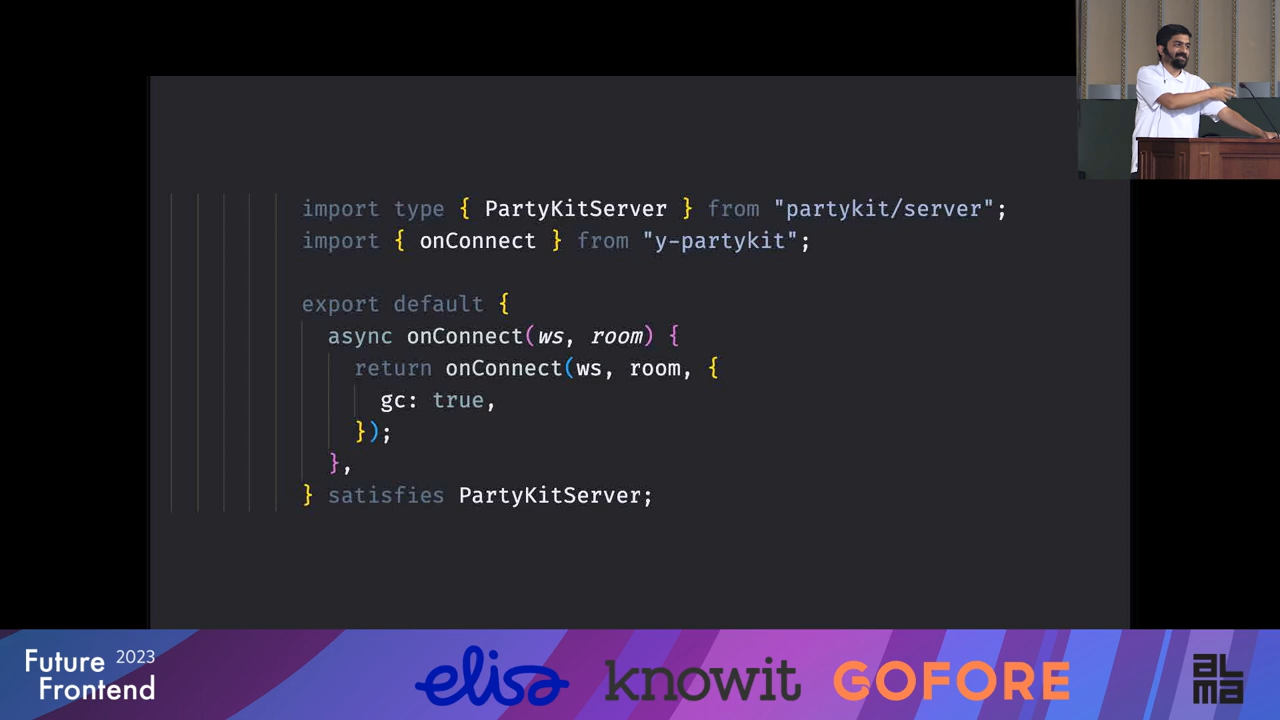 import type { PartyKitServer } from "partykit/server";
import { onConnect } from "y-partykit";

export default {
  async onConnect(ws, room) {
    return onConnect(ws, room, {
      gc: true,
    });
  },
} satisfies PartyKitServer;
Future 2023
Frontend
elisa
knowit
GOFORE
aL
ma